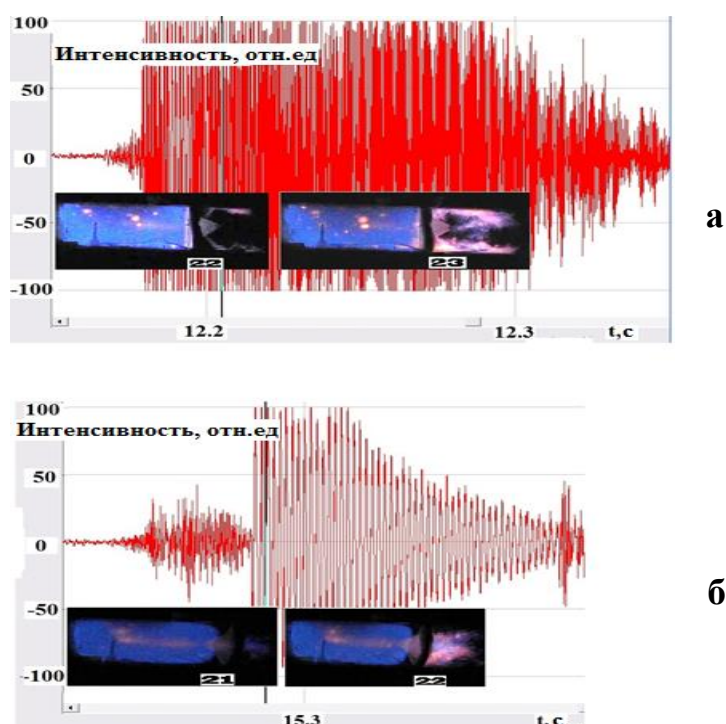 100
Интенсивность, отн.ед
50
0
-50
22
23
-100
12.2
12.3
t,с
а
100
Интенсивность, отн.ед
50
0
-50
21
22
-100
15.3
t,с
б